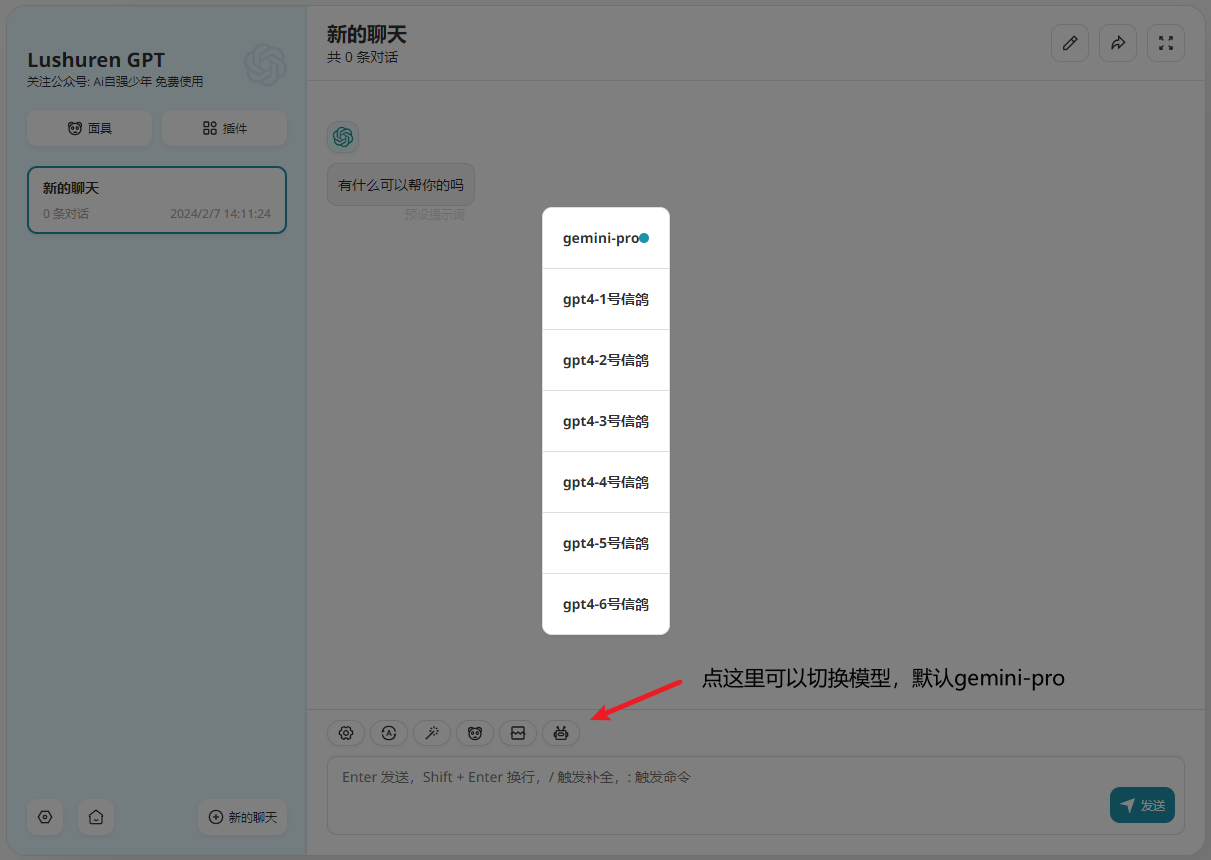 Lushuren GPT
关注公众号: Ai自强少年 免费使用
面具
插件
新的聊天
0 条对话
2024/2/7 14:11:24
新的聊天
共 0 条对话
有什么可以帮你的吗
预设提示词
gemini-pro
gpt4-1号信鸽
gpt4-2号信鸽
gpt4-3号信鸽
gpt4-4号信鸽
gpt4-5号信鸽
gpt4-6号信鸽
点这里可以切换模型，默认gemini-pro
Enter 发送，Shift + Enter 换行，/ 触发补全，: 触发命令
发送
新的聊天